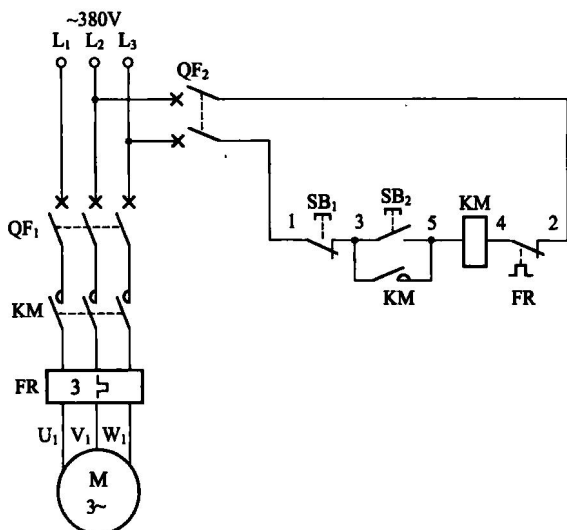 ~380V
L₁ L₂ L₃
QF₂
QF₁
1 SB₁ 3 SB₂ 5 KM 4 2
KM FR
KM
FR 3
U₁ V₁ W₁
M
3~